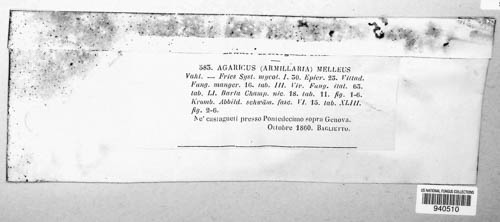 583. AGARICUS (ARMILLARIA) MELLEUS
Vahl. — Fries Syst. mycol. I. 30. Epicr. 23. Vittad.
Fung. manger. 16. tab. III. Vir. Fung. ital. 63.
tab. LI. Barla Champ. nic. 18. tab. 11. fig. 1-6.
Kromb. Abbild. schwäm. fasc. VI. 15. tab. XLIII.
fig. 2-6.
Ne' castagneti presso Pontedecimo sopra Genova.
Ottobre 1860. BAGLIETTO.
US NATIONAL FUNGUS COLLECTIONS
940510